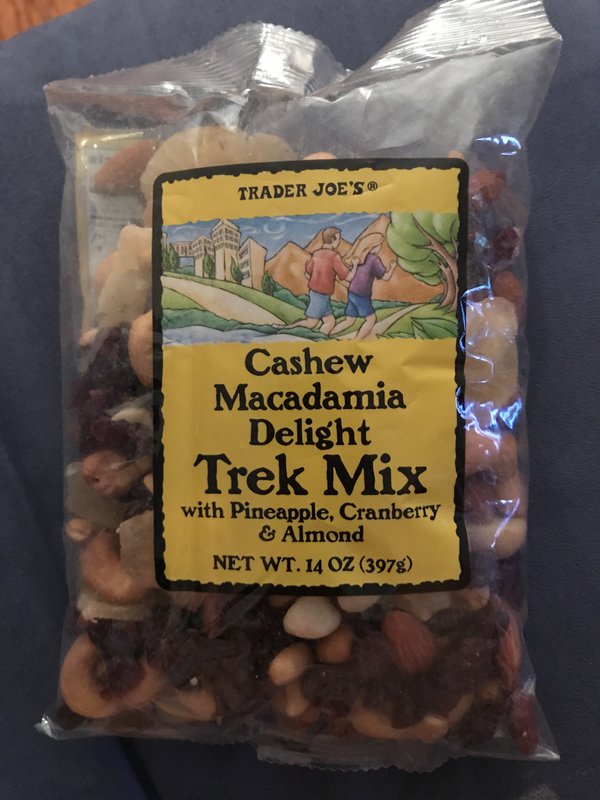 TRADER JOE'S®
Cashew
Macadamia
Delight
Trek Mix
with Pineapple, Cranberry
& Almond
NET WT. 14 OZ (397g)